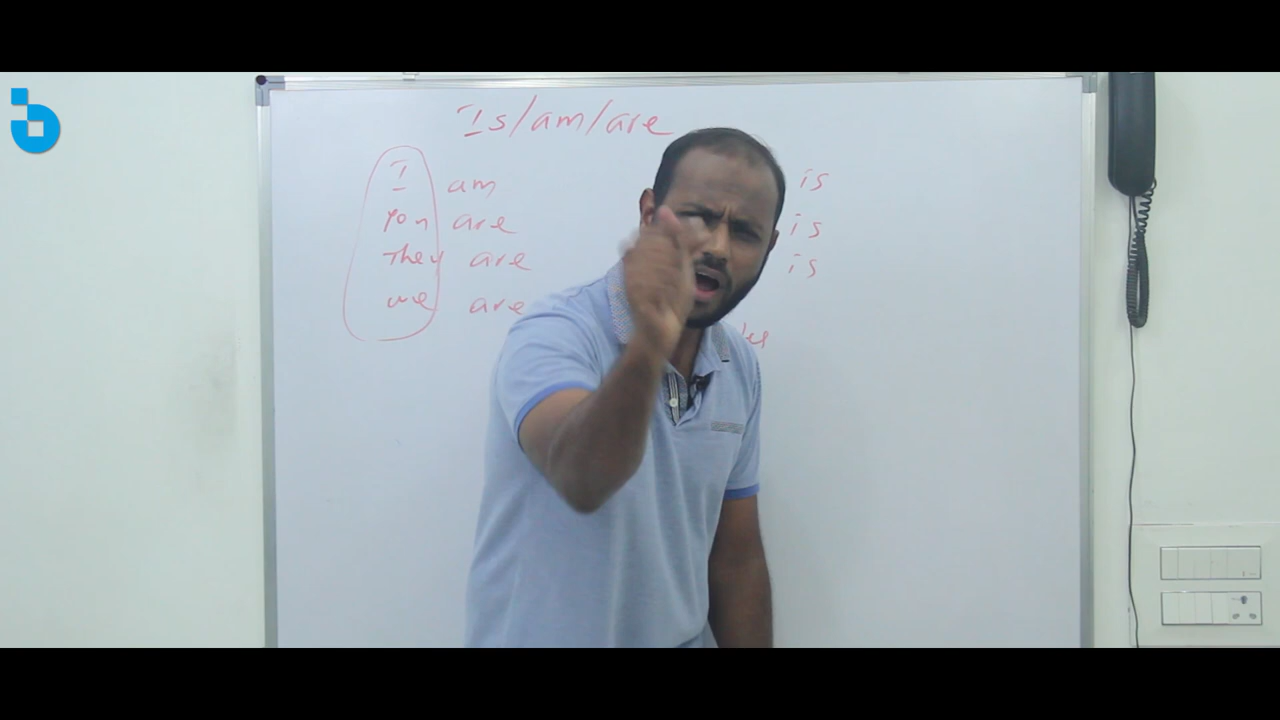 Is/am/are
I am is
you are is
They are is
we are